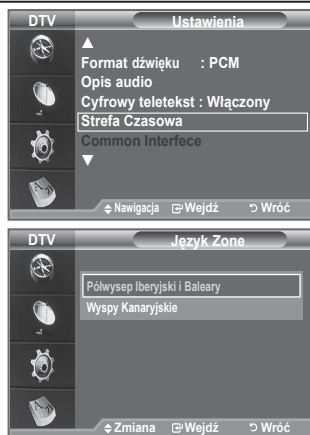 DTV Ustawienia
▲
Format dźwięku : PCM
Opis audio
Cyfrowy teletekst : Włączony
Strefa Czasowa
Common Interfece
▼
Nawigacja Wejdź Wróć
DTV Język Zone
Półwysep Iberyjski i Baleary
Wyspy Kanaryjskie
Zmiana Wejdź Wróć